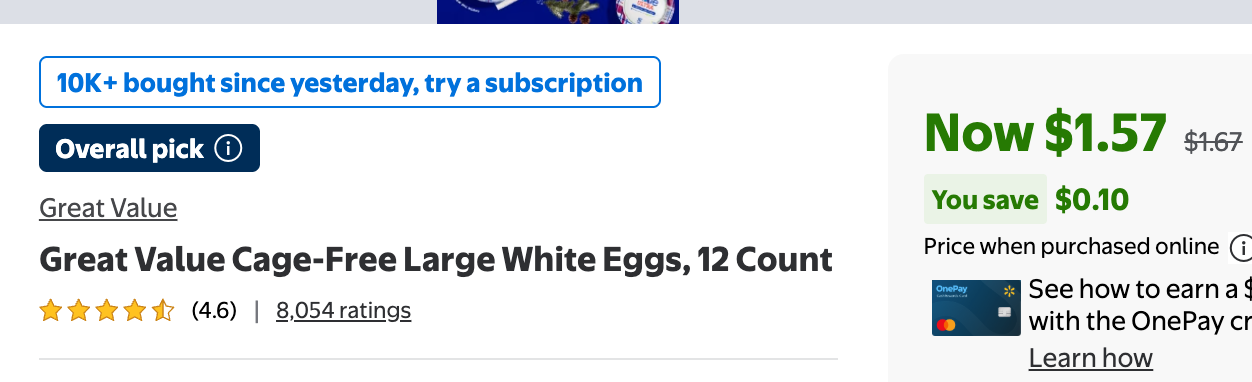 10K+ bought since yesterday, try a subscription
Overall pick
Great Value
Great Value Cage-Free Large White Eggs, 12 Count
(4.6) | 8,054 ratings
Now $1.57 $1.67
You save $0.10
Price when purchased online
OnePay
See how to earn a $
with the OnePay cr
Learn how